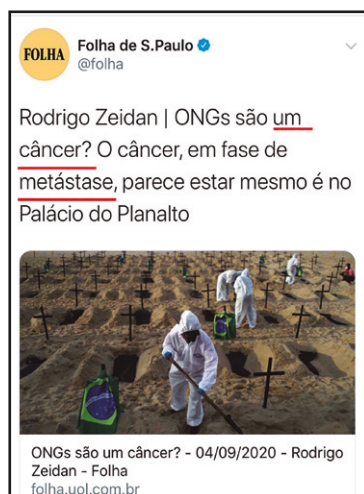 FOLHA
Folha de S.Paulo
@folha
Rodrigo Zeidan | ONGs são um
câncer? O câncer, em fase de
metástase, parece estar mesmo é no
Palácio do Planalto
ONGs são um câncer? - 04/09/2020 - Rodrigo
Zeidan - Folha
folha.uol.com.br